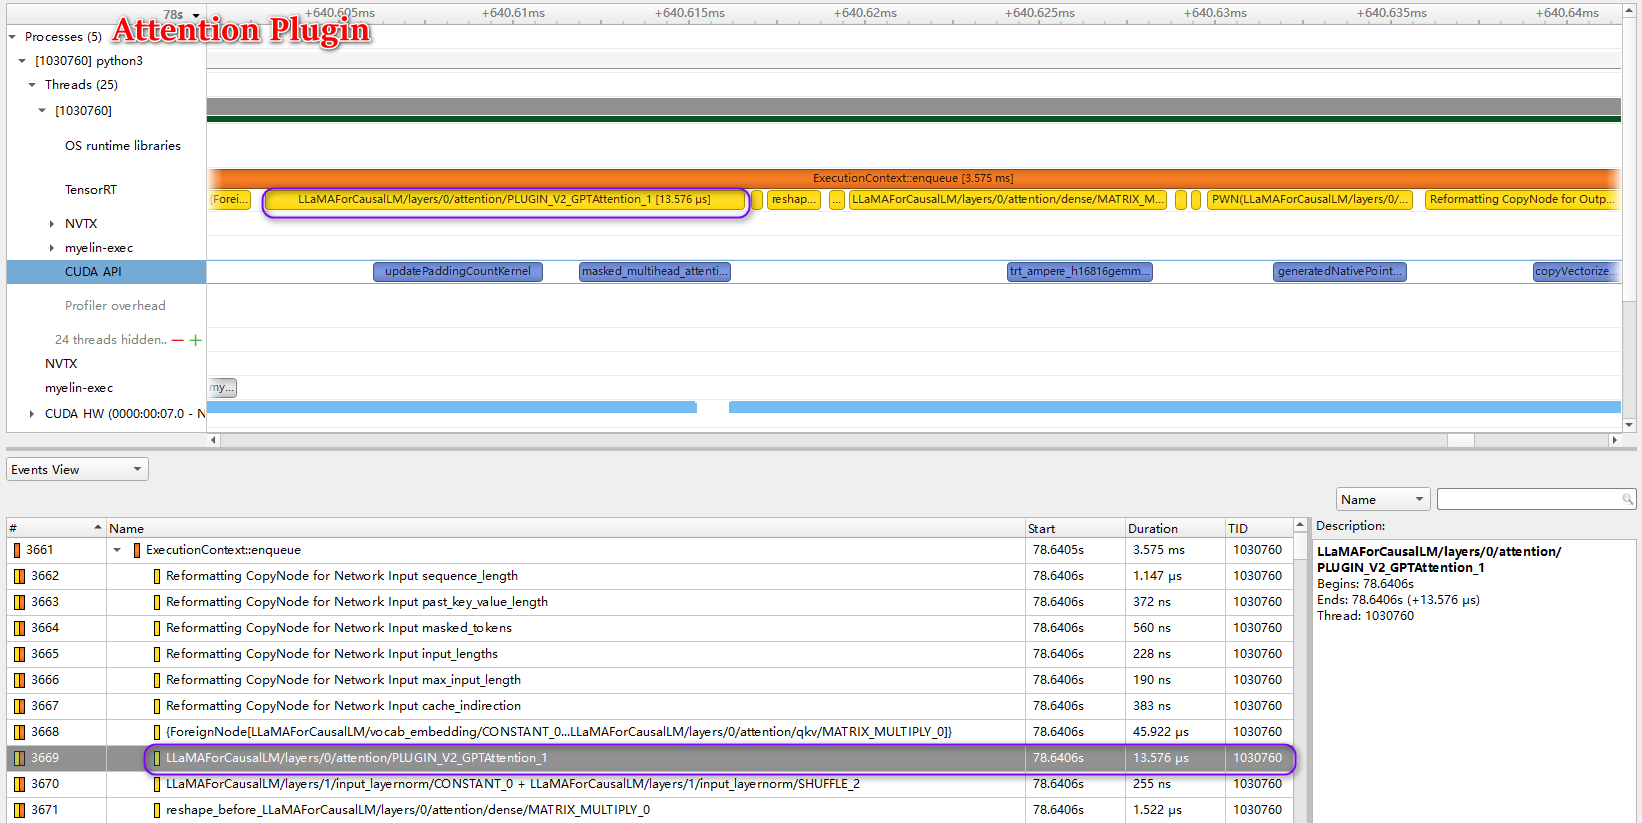 78s
+640.605ms +640.61ms +640.615ms +640.62ms +640.625ms +640.63ms +640.635ms +640.64ms
Attention Plugin
Processes (5)
[1030760] python3
Threads (25)
[1030760]
OS runtime libraries
ExecutionContext::enqueue [3.575 ms]
TensorRT
{Forei... LLaMAForCausalLM/layers/0/attention/PLUGIN_V2_GPTAttention_1 [13.576 µs] reshap... ... LLaMAForCausalLM/layers/0/attention/dense/MATRIX_M... PWN(LLaMAForCausalLM/layers/0/... Reformatting CopyNode for Outp...
NVTX
myelin-exec
CUDA API updatePaddingCountKernel masked_multihead_attenti... trt_ampere_h16816gemm... generatedNativePoint... copyVectorize...
Profiler overhead
24 threads hidden..
NVTX
myelin-exec my...
CUDA HW (0000:00:07.0 - N
Events View
Name
# Name Start Duration TID Description:
3661 ExecutionContext::enqueue 78.6405s 3.575 ms 1030760
3662 Reformatting CopyNode for Network Input sequence_length 78.6406s 1.147 µs 1030760
3663 Reformatting CopyNode for Network Input past_key_value_length 78.6406s 372 ns 1030760
3664 Reformatting CopyNode for Network Input masked_tokens 78.6406s 560 ns 1030760
3665 Reformatting CopyNode for Network Input input_lengths 78.6406s 228 ns 1030760
3666 Reformatting CopyNode for Network Input max_input_length 78.6406s 190 ns 1030760
3667 Reformatting CopyNode for Network Input cache_indirection 78.6406s 383 ns 1030760
3668 {ForeignNode[LLaMAForCausalLM/vocab_embedding/CONSTANT_0...LLaMAForCausalLM/layers/0/attention/qkv/MATRIX_MULTIPLY_0]} 78.6406s 45.922 µs 1030760
3669 LLaMAForCausalLM/layers/0/attention/PLUGIN_V2_GPTAttention_1 78.6406s 13.576 µs 1030760
3670 LLaMAForCausalLM/layers/1/input_layernorm/CONSTANT_0 + LLaMAForCausalLM/layers/1/input_layernorm/SHUFFLE_2 78.6406s 255 ns 1030760
3671 reshape_before_LLaMAForCausalLM/layers/0/attention/dense/MATRIX_MULTIPLY_0 78.6406s 1.522 µs 1030760
LLaMAForCausalLM/layers/0/attention/
PLUGIN_V2_GPTAttention_1
Begins: 78.6406s
Ends: 78.6406s (+13.576 µs)
Thread: 1030760